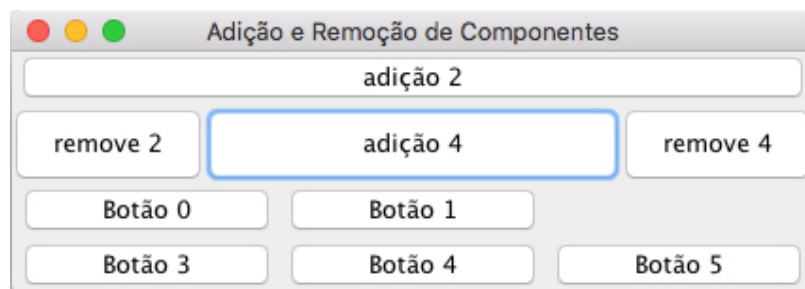 Adição e Remoção de Componentes
adição 2
remove 2 adição 4 remove 4
Botão 0 Botão 1
Botão 3 Botão 4 Botão 5